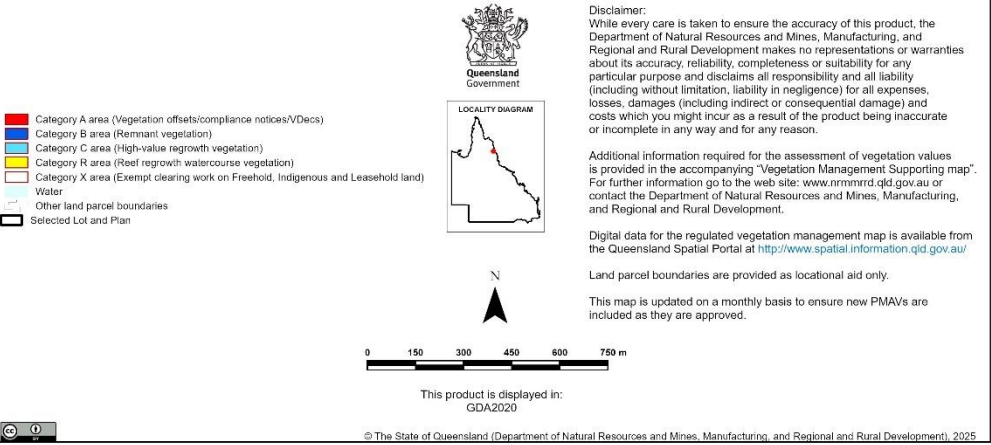 Queensland
Government
Category A area (Vegetation offsets/compliance notices/VDecs)
Category B area (Remnant vegetation)
Category C area (High-value regrowth vegetation)
Category R area (Reef regrowth watercourse vegetation)
Category X area (Exempt clearing work on Freehold, Indigenous and Leasehold land)
Water
Other land parcel boundaries
Selected Lot and Plan
LOCALITY DIAGRAM
N
0 150 300 450 600 750 m
This product is displayed in:
GDA2020
Disclaimer:
While every care is taken to ensure the accuracy of this product, the
Department of Natural Resources and Mines, Manufacturing, and
Regional and Rural Development makes no representations or warranties
about its accuracy, reliability, completeness or suitability for any
particular purpose and disclaims all responsibility and all liability
(including without limitation, liability in negligence) for all expenses,
losses, damages (including indirect or consequential damage) and
costs which you might incur as a result of the product being inaccurate
or incomplete in any way and for any reason.
Additional information required for the assessment of vegetation values
is provided in the accompanying “Vegetation Management Supporting map”.
For further information go to the web site: www.nrmmrrd.qld.gov.au or
contact the Department of Natural Resources and Mines, Manufacturing,
and Regional and Rural Development.
Digital data for the regulated vegetation management map is available from
the Queensland Spatial Portal at http://www.spatial.information.qld.gov.au/
Land parcel boundaries are provided as locational aid only.
This map is updated on a monthly basis to ensure new PMAVs are
included as they are approved.
cc BY
© The State of Queensland (Department of Natural Resources and Mines, Manufacturing, and Regional and Rural Development), 2025